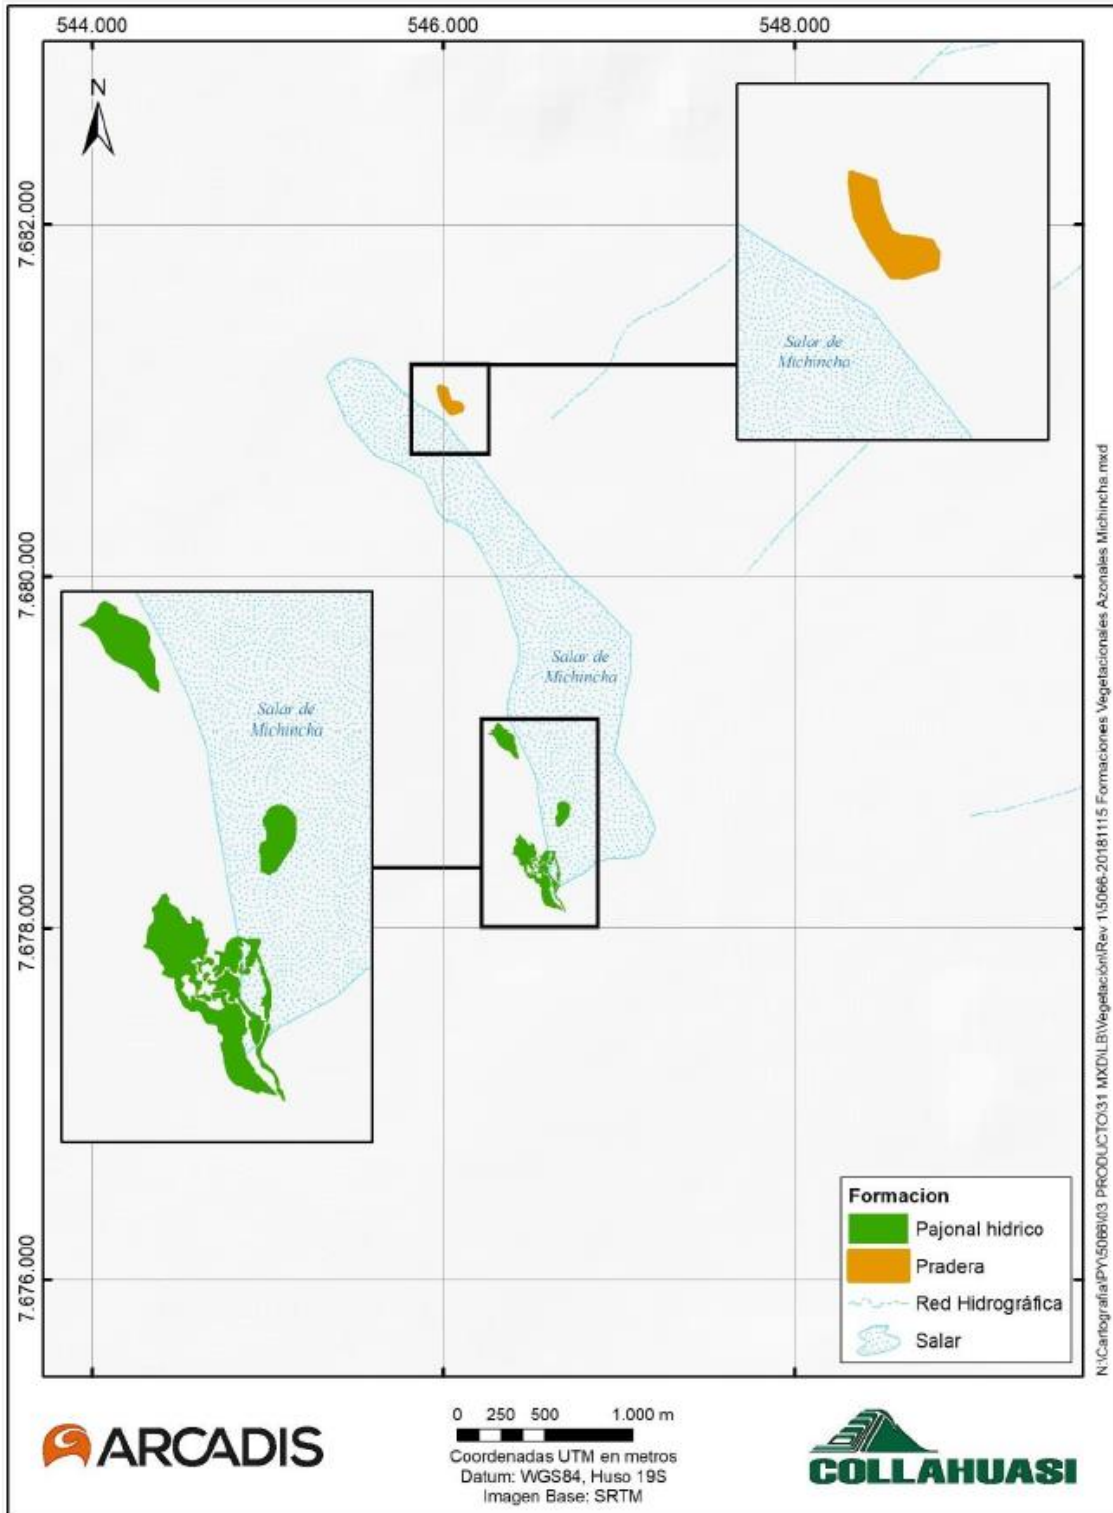 544.000
546.000
548.000
N
7.682.000
7.680.000
7.678.000
7.676.000
Salar de
Michincha
Salar de
Michincha
Salar de
Michincha
Formacion
Pajonal hídrico
Pradera
Red Hidrográfica
Salar
N:\Cartografia\PY\5066\03 PRODUCTO\31 MXD\LB\Vegetación\Rev 1\5066-20181115 Formaciones Vegetacionales Azonales Michincha.mxd
ARCADIS
0 250 500 1.000 m
Coordenadas UTM en metros
Datum: WGS84, Huso 19S
Imagen Base: SRTM
COLLAHUASI